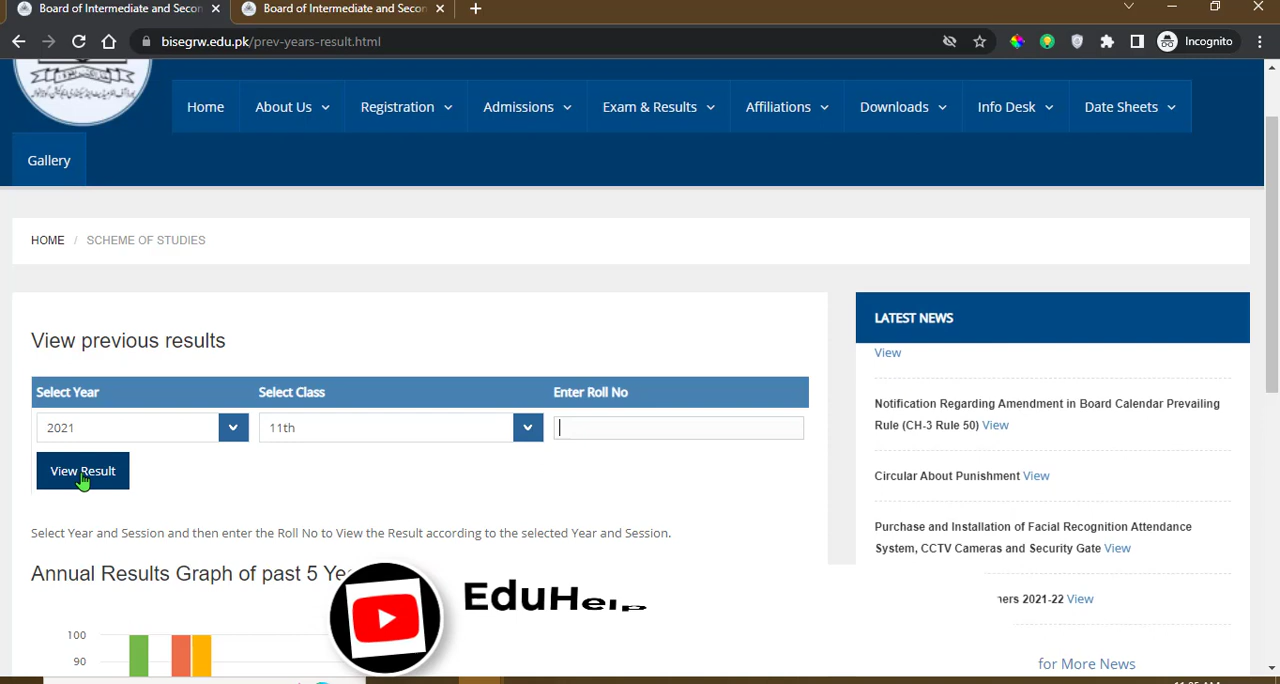 Board of Intermediate and Secon
Board of Intermediate and Secon
bisegrw.edu.pk/prev-years-result.html
Incognito
Home
About Us
Registration
Admissions
Exam & Results
Affiliations
Downloads
Info Desk
Date Sheets
Gallery
HOME / SCHEME OF STUDIES
View previous results
Select Year
Select Class
Enter Roll No
2021
11th
View Result
Select Year and Session and then enter the Roll No to View the Result according to the selected Year and Session.
Annual Results Graph of past 5 Ye
100
90
LATEST NEWS
View
Notification Regarding Amendment in Board Calendar Prevailing
Rule (CH-3 Rule 50) View
Circular About Punishment View
Purchase and Installation of Facial Recognition Attendance
System, CCTV Cameras and Security Gate View
ners 2021-22 View
for More News
EduHelp